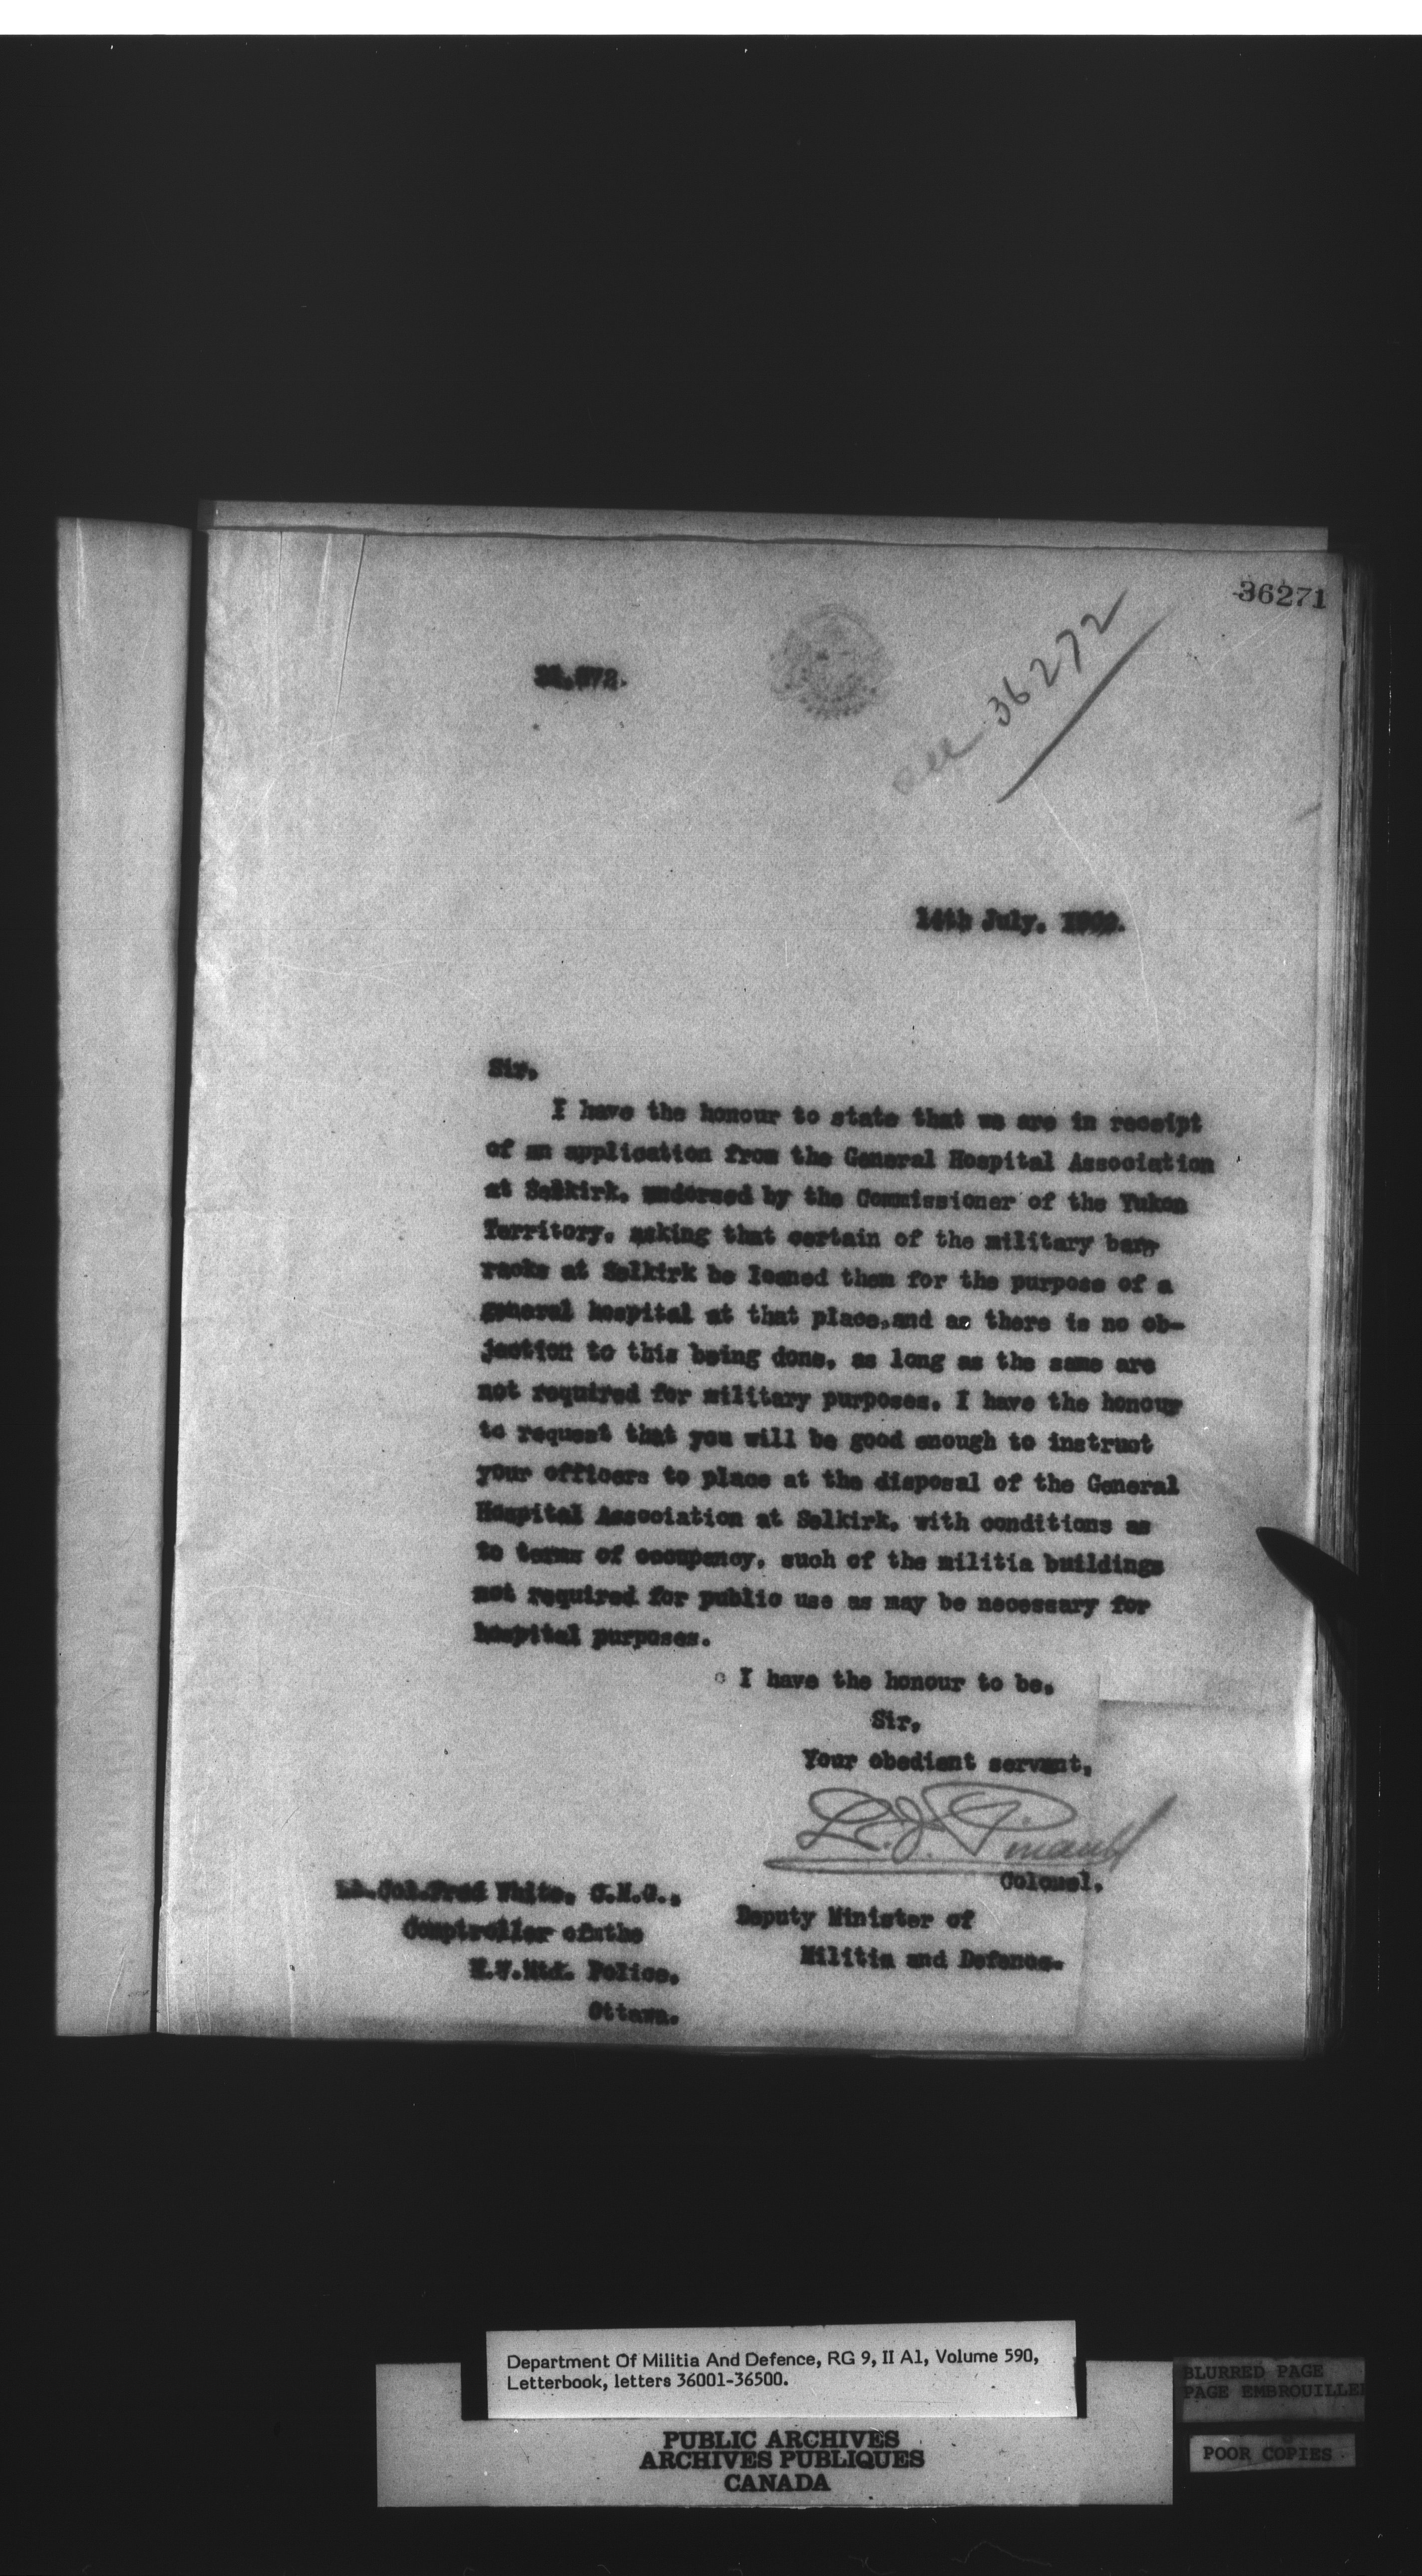 36271
see 36272
14th July,
Sir,
I have the honour to state that we are in receipt
of an application from the General Hospital Association
at Selkirk, endorsed by the Commissioner of the Yukon
Territory, asking that certain of the military bar-
racks at Selkirk be loaned them for the purpose of a
general hospital at that place,and as there is no ob-
jection to this being done, as long as the same are
not required for military purposes, I have the honour
to request that you will be good enough to instruct
your officers to place at the disposal of the General
Hospital Association at Selkirk, with conditions as
to terms of occupancy, such of the militia buildings
not required for public use as may be necessary for
hospital purposes.
I have the honour to be,
Sir,
Your obedient servant,
L.F. Pinault
Colonel,
Deputy Minister of
Militia and Defence.
Lt.Col.Fred White, C.M.G.,
Comptroller of the
N.W.Mtd. Police,
Ottawa.
Department Of Militia And Defence, RG 9, II A1, Volume 590,
Letterbook, letters 36001-36500.
PUBLIC ARCHIVES
ARCHIVES PUBLIQUES
CANADA
BLURRED PAGE
PAGE EMBROUILLEE
POOR COPIES